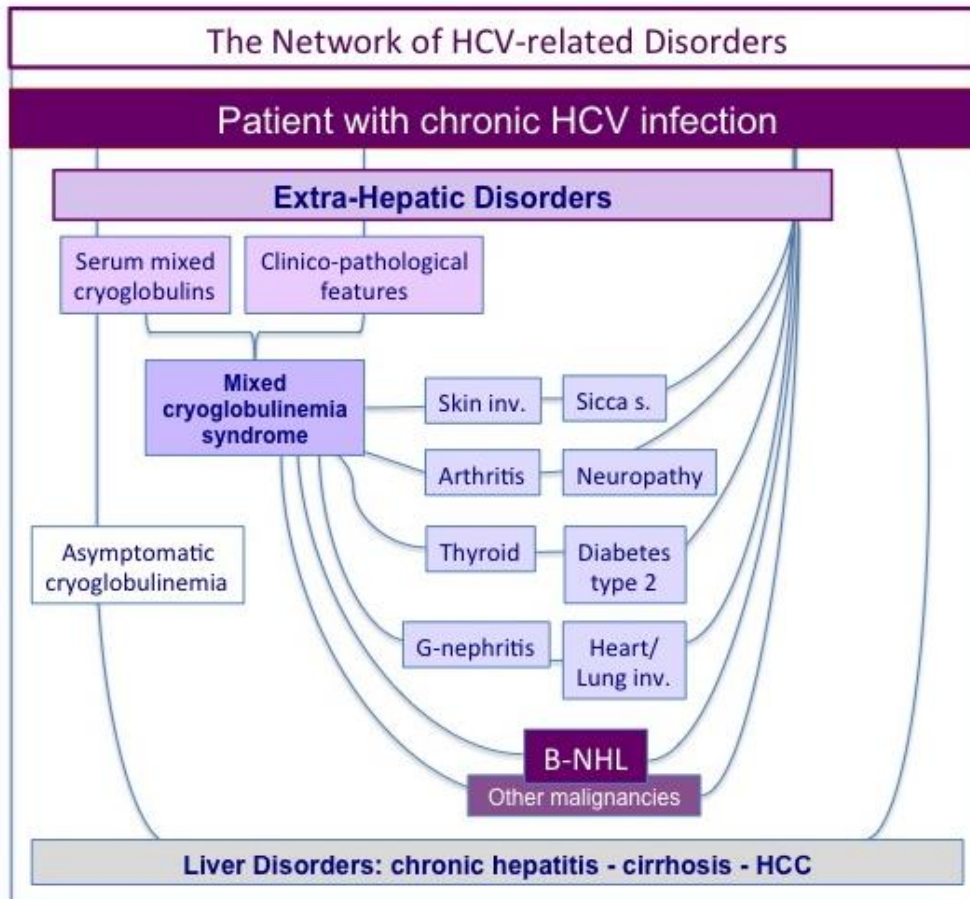 The Network of HCV-related Disorders
Patient with chronic HCV infection
Extra-Hepatic Disorders
Serum mixed
cryoglobulins
Clinico-pathological
features
Mixed
cryoglobulinemia
syndrome
Skin inv.
Sicca s.
Arthritis
Neuropathy
Thyroid
Diabetes
type 2
Asymptomatic
cryoglobulinemia
G-nephritis
Heart/
Lung inv.
B-NHL
Other malignancies
Liver Disorders: chronic hepatitis - cirrhosis - HCC